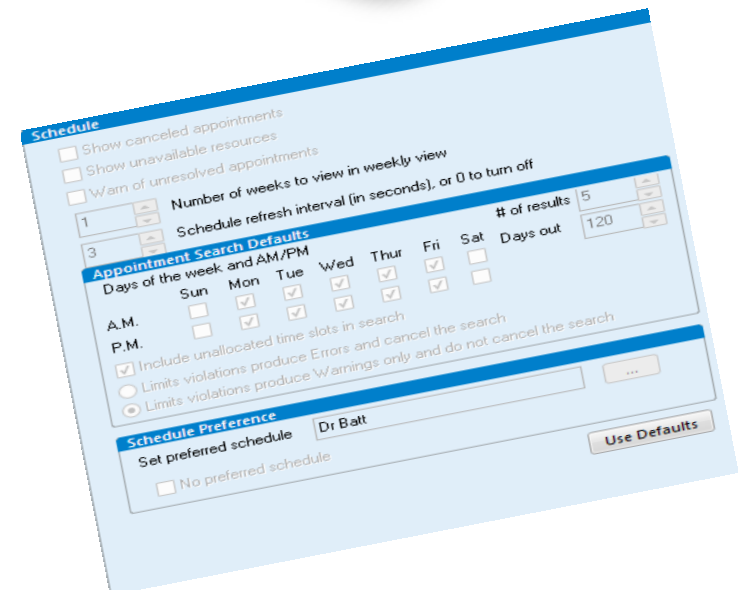 Schedule
Show canceled appointments
Show unavailable resources
Warn of unresolved appointments
1 Number of weeks to view in weekly view
3 Schedule refresh interval (in seconds), or 0 to turn off
Appointment Search Defaults
Days of the week and AM/PM
# of results 5
Sun Mon Tue Wed Thur Fri Sat
Days out 120
A.M.
P.M.
Include unallocated time slots in search
Limits violations produce Errors and cancel the search
Limits violations produce Warnings only and do not cancel the search
Schedule Preference
Set preferred schedule Dr Batt ...
No preferred schedule
Use Defaults